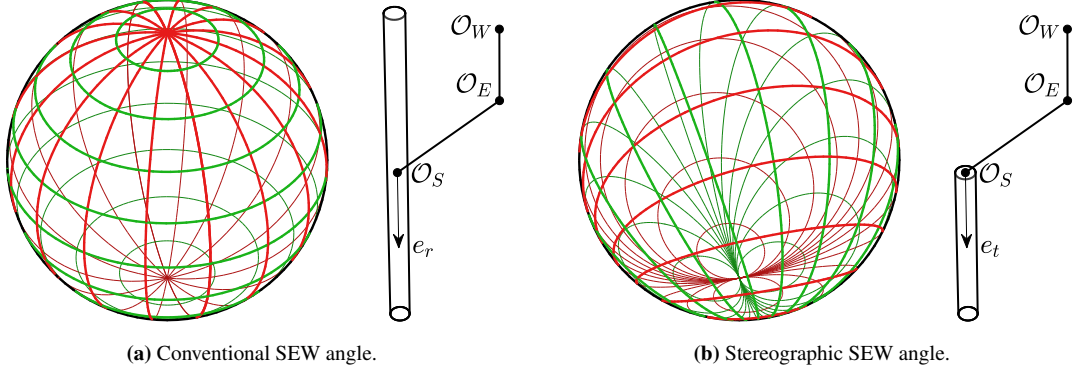 𝒪_W
𝒪_E
𝒪_S
e_r
(a) Conventional SEW angle.
𝒪_W
𝒪_E
𝒪_S
e_t
(b) Stereographic SEW angle.